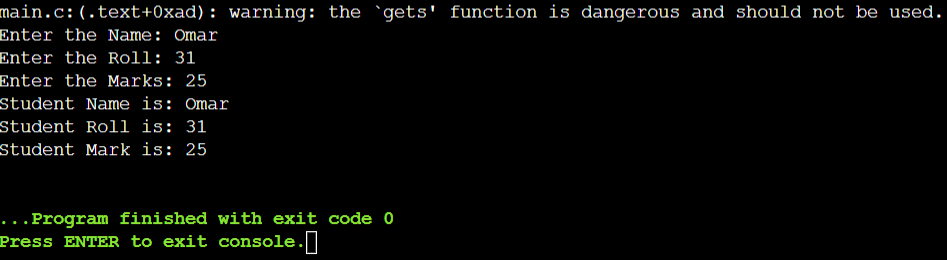 main.c:(.text+0xad): warning: the `gets' function is dangerous and should not be used.
Enter the Name: Omar
Enter the Roll: 31
Enter the Marks: 25
Student Name is: Omar
Student Roll is: 31
Student Mark is: 25
...Program finished with exit code 0
Press ENTER to exit console.